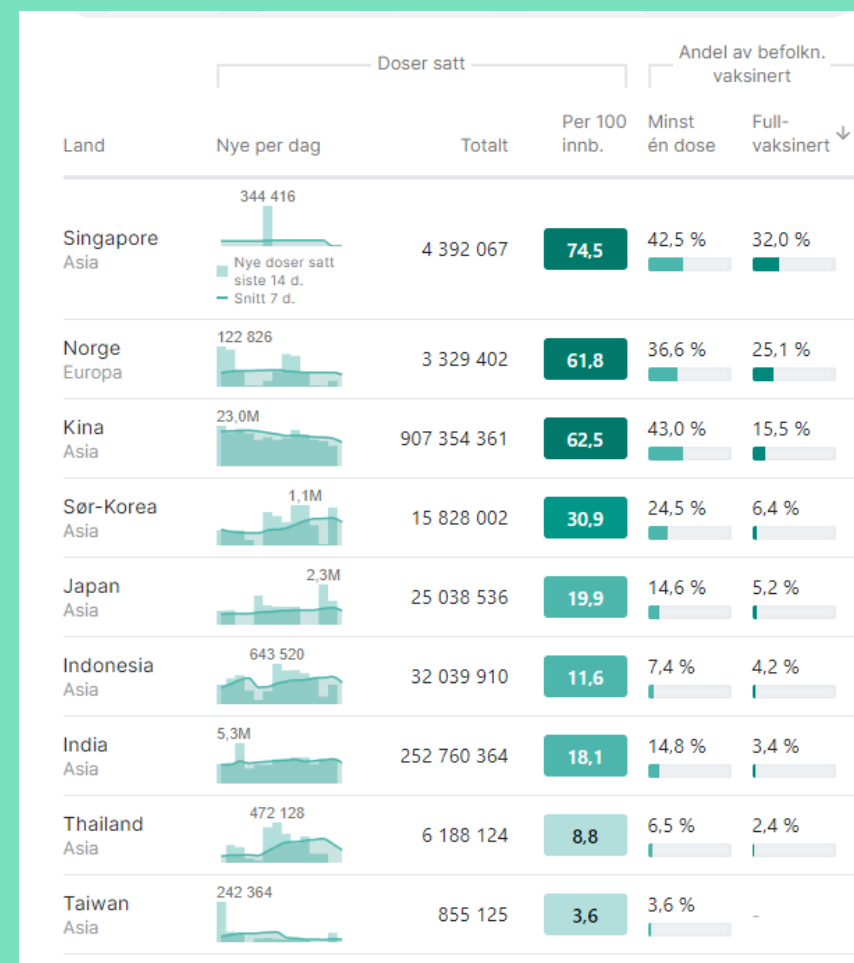 Doser satt
Andel av befolkn.
vaksinert
Land
Nye per dag
Totalt
Per 100
innb.
Minst
én dose
Full-
vaksinert ↓
344 416
Singapore
Asia
Nye doser satt
siste 14 d.
Snitt 7 d.
4 392 067
74,5
42,5 %
32,0 %
122 826
Norge
Europa
3 329 402
61,8
36,6 %
25,1 %
23,0M
Kina
Asia
907 354 361
62,5
43,0 %
15,5 %
1,1M
Sør-Korea
Asia
15 828 002
30,9
24,5 %
6,4 %
2,3M
Japan
Asia
25 038 536
19,9
14,6 %
5,2 %
643 520
Indonesia
Asia
32 039 910
11,6
7,4 %
4,2 %
5,3M
India
Asia
252 760 364
18,1
14,8 %
3,4 %
472 128
Thailand
Asia
6 188 124
8,8
6,5 %
2,4 %
242 364
Taiwan
Asia
855 125
3,6
3,6 %
-